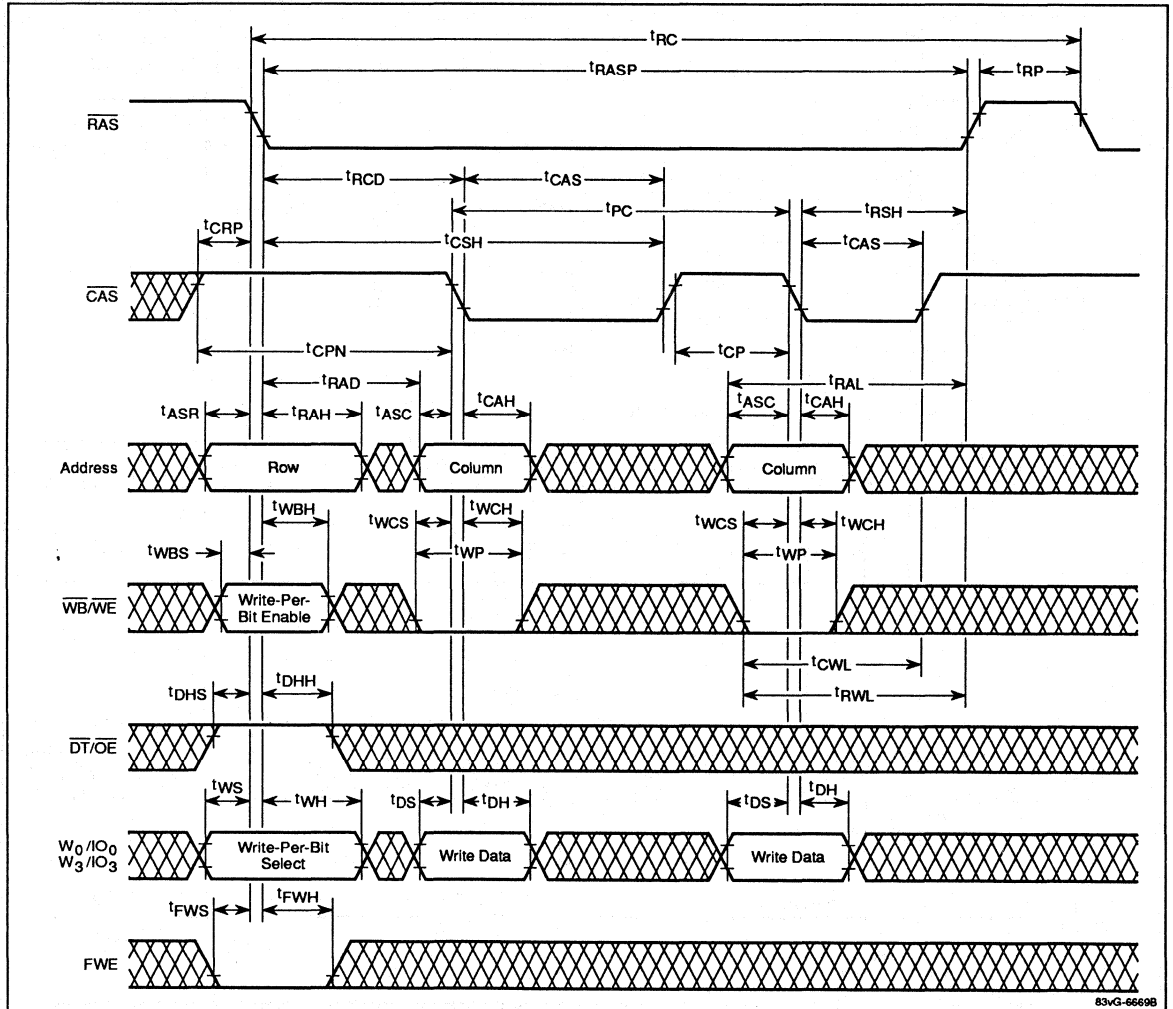 tRC
tRASP
tRP
RAS
tRCD
tCAS
tPC
tRSH
tCRP
tCSH
tCAS
CAS
tCPN
tCP
tRAD
tRAL
tASR
tRAH
tASC
tCAH
tASC
tCAH
Address
Row
Column
Column
tWBH
tWCS
tWCH
tWCS
tWCH
tWBS
tWP
tWP
WB/WE
Write-Per-
Bit Enable
tCWL
tDHS
tDHH
tRWL
DT/OE
tWS
tWH
tDS
tDH
tDS
tDH
W0/IO0
W3/IO3
Write-Per-Bit
Select
Write Data
Write Data
tFWS
tFWH
FWE
83vG-6669B